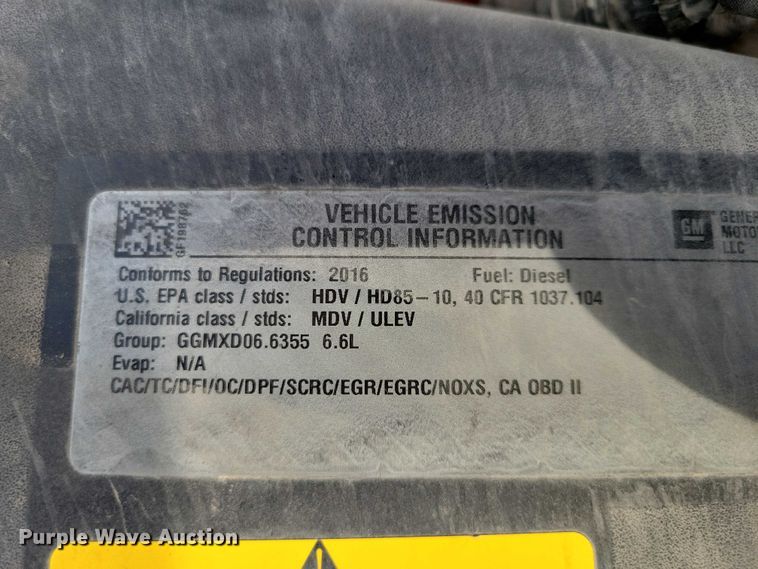 VEHICLE EMISSION
CONTROL INFORMATION
GM
MOTOR
LLC
Conforms to Regulations: 2016 Fuel: Diesel
U.S. EPA class / stds: HDV / HD85-10, 40 CFR 1037.104
California class / stds: MDV / ULEV
Group: GGMXD06.6355 6.6L
Evap: N/A
CAC/TC/DFI/OC/DPF/SCRC/EGR/EGRC/NOXS, CA OBD II
Purple Wave Auction